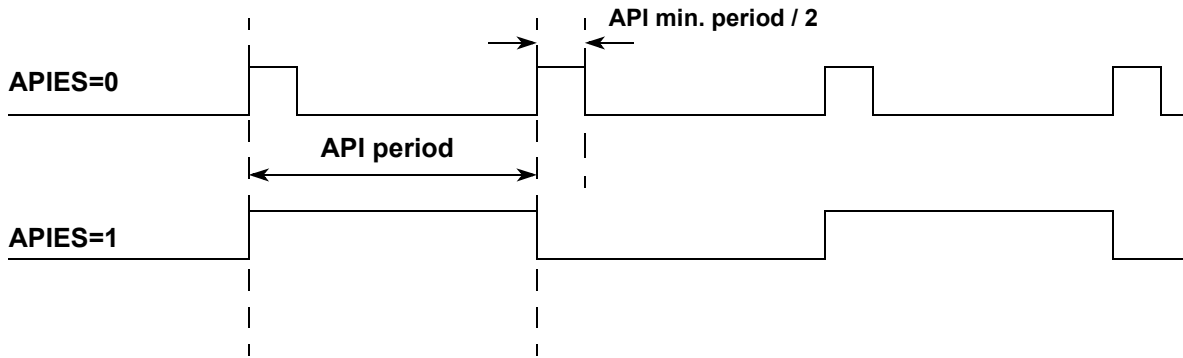 API min. period / 2
APIES=0
API period
APIES=1